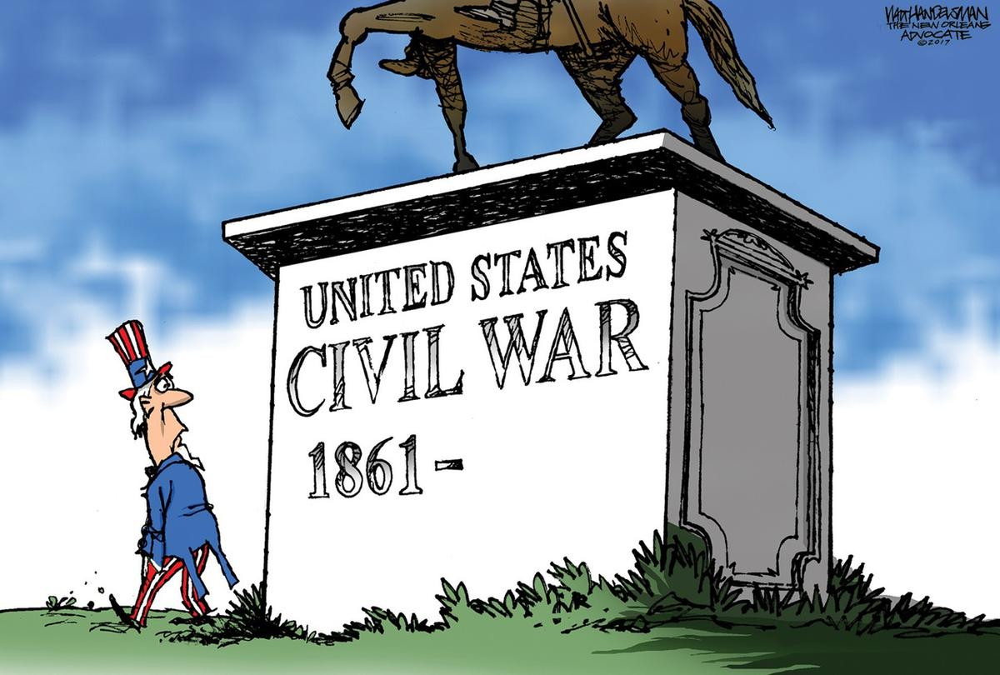 WALT HANDELSMAN
THE NEW ORLEANS
ADVOCATE
©2017
UNITED STATES
CIVIL WAR
1861-